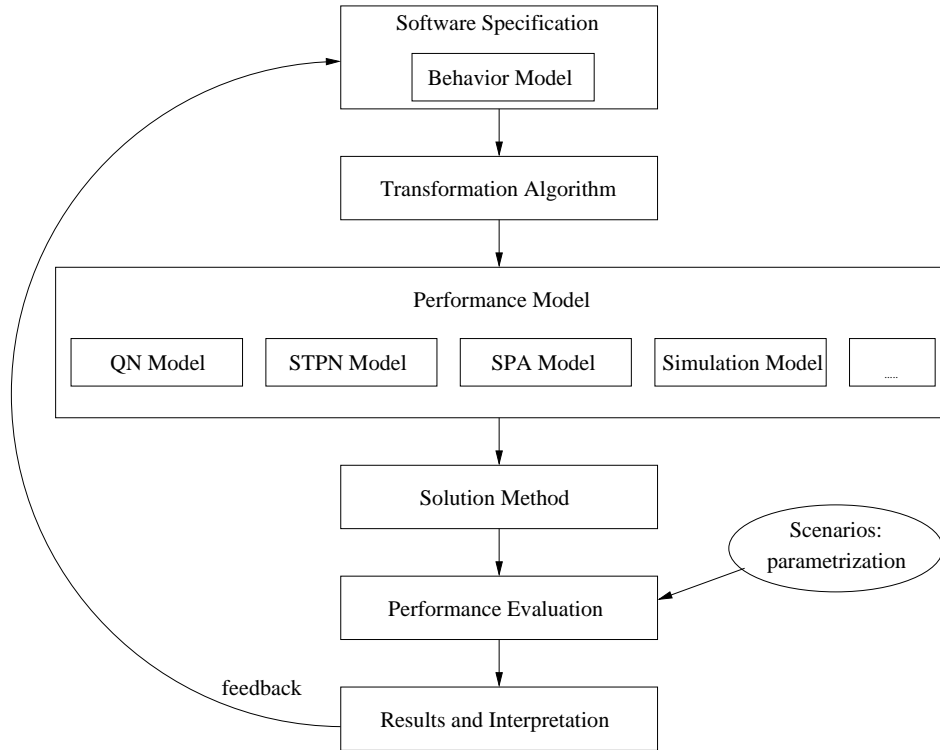 Software Specification
Behavior Model
Transformation Algorithm
Performance Model
QN Model
STPN Model
SPA Model
Simulation Model
.....
Solution Method
Scenarios:
parametrization
Performance Evaluation
feedback
Results and Interpretation